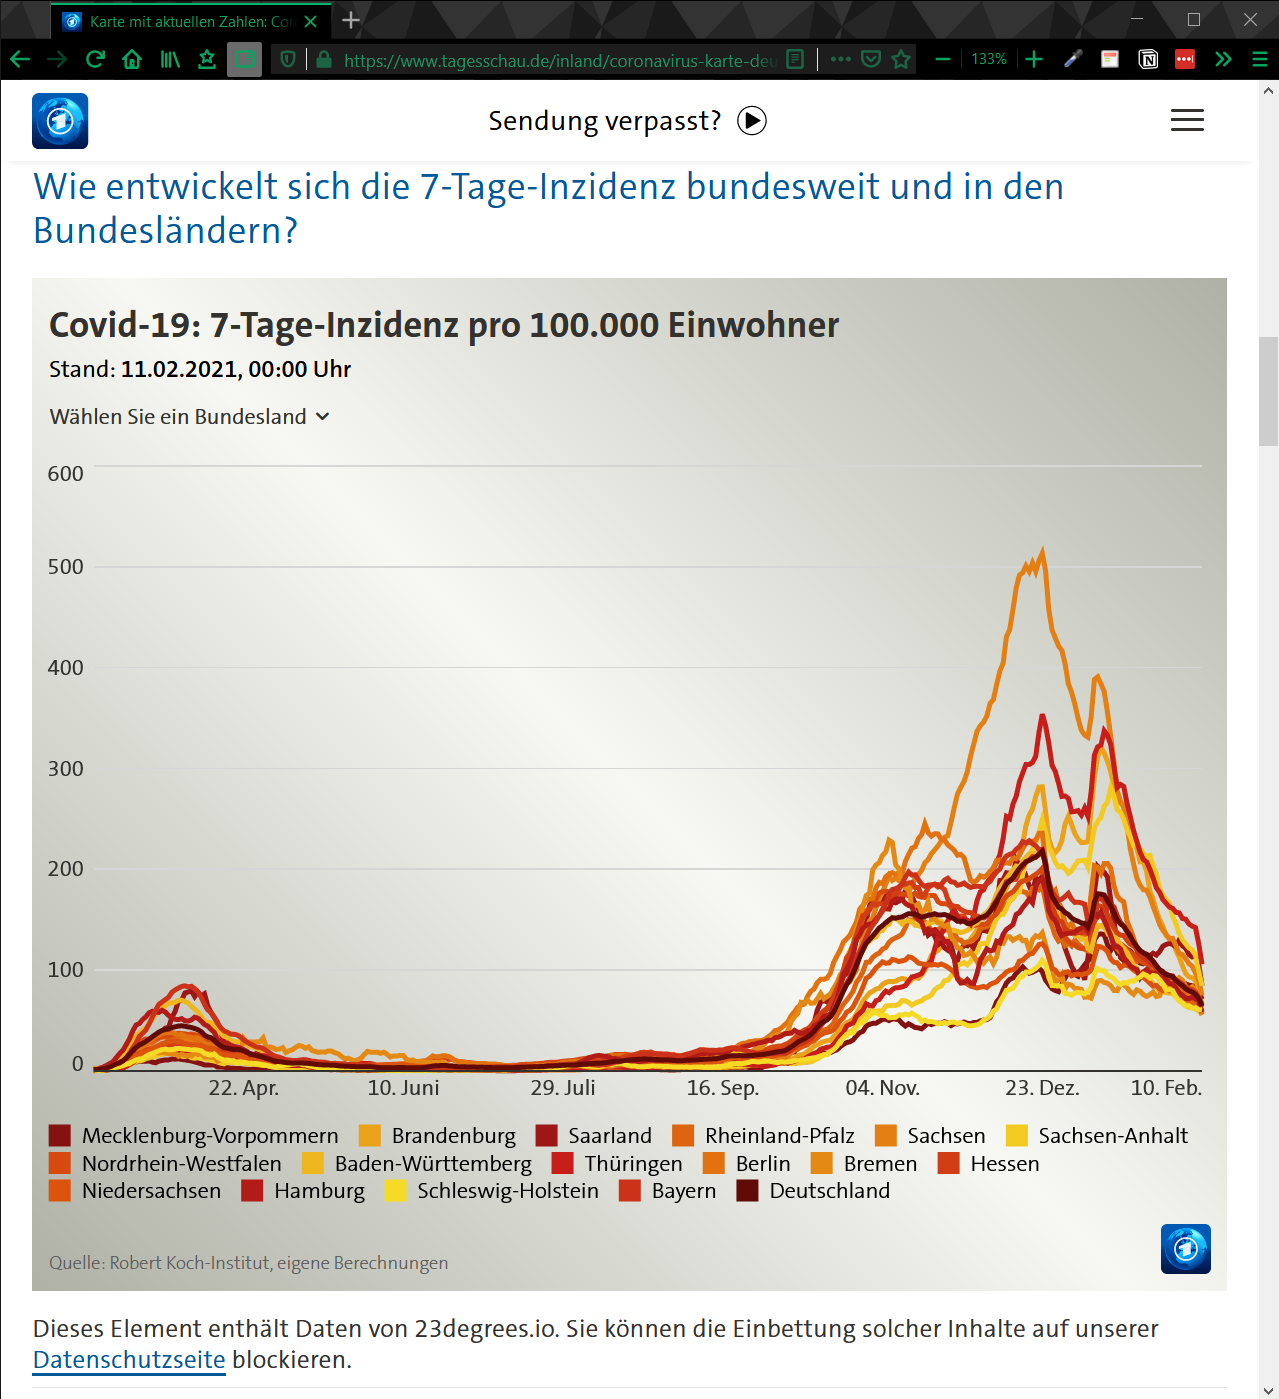 Karte mit aktuellen Zahlen: Cor
https://www.tagesschau.de/inland/coronavirus-karte-deu
133%
Sendung verpasst?
Wie entwickelt sich die 7-Tage-Inzidenz bundesweit und in den
Bundesländern?
Covid-19: 7-Tage-Inzidenz pro 100.000 Einwohner
Stand: 11.02.2021, 00:00 Uhr
Wählen Sie ein Bundesland
600
500
400
300
200
100
0
22. Apr. 10. Juni 29. Juli 16. Sep. 04. Nov. 23. Dez. 10. Feb.
Mecklenburg-Vorpommern Brandenburg Saarland Rheinland-Pfalz Sachsen Sachsen-Anhalt
Nordrhein-Westfalen Baden-Württemberg Thüringen Berlin Bremen Hessen
Niedersachsen Hamburg Schleswig-Holstein Bayern Deutschland
Quelle: Robert Koch-Institut, eigene Berechnungen
Dieses Element enthält Daten von 23degrees.io. Sie können die Einbettung solcher Inhalte auf unserer
Datenschutzseite blockieren.